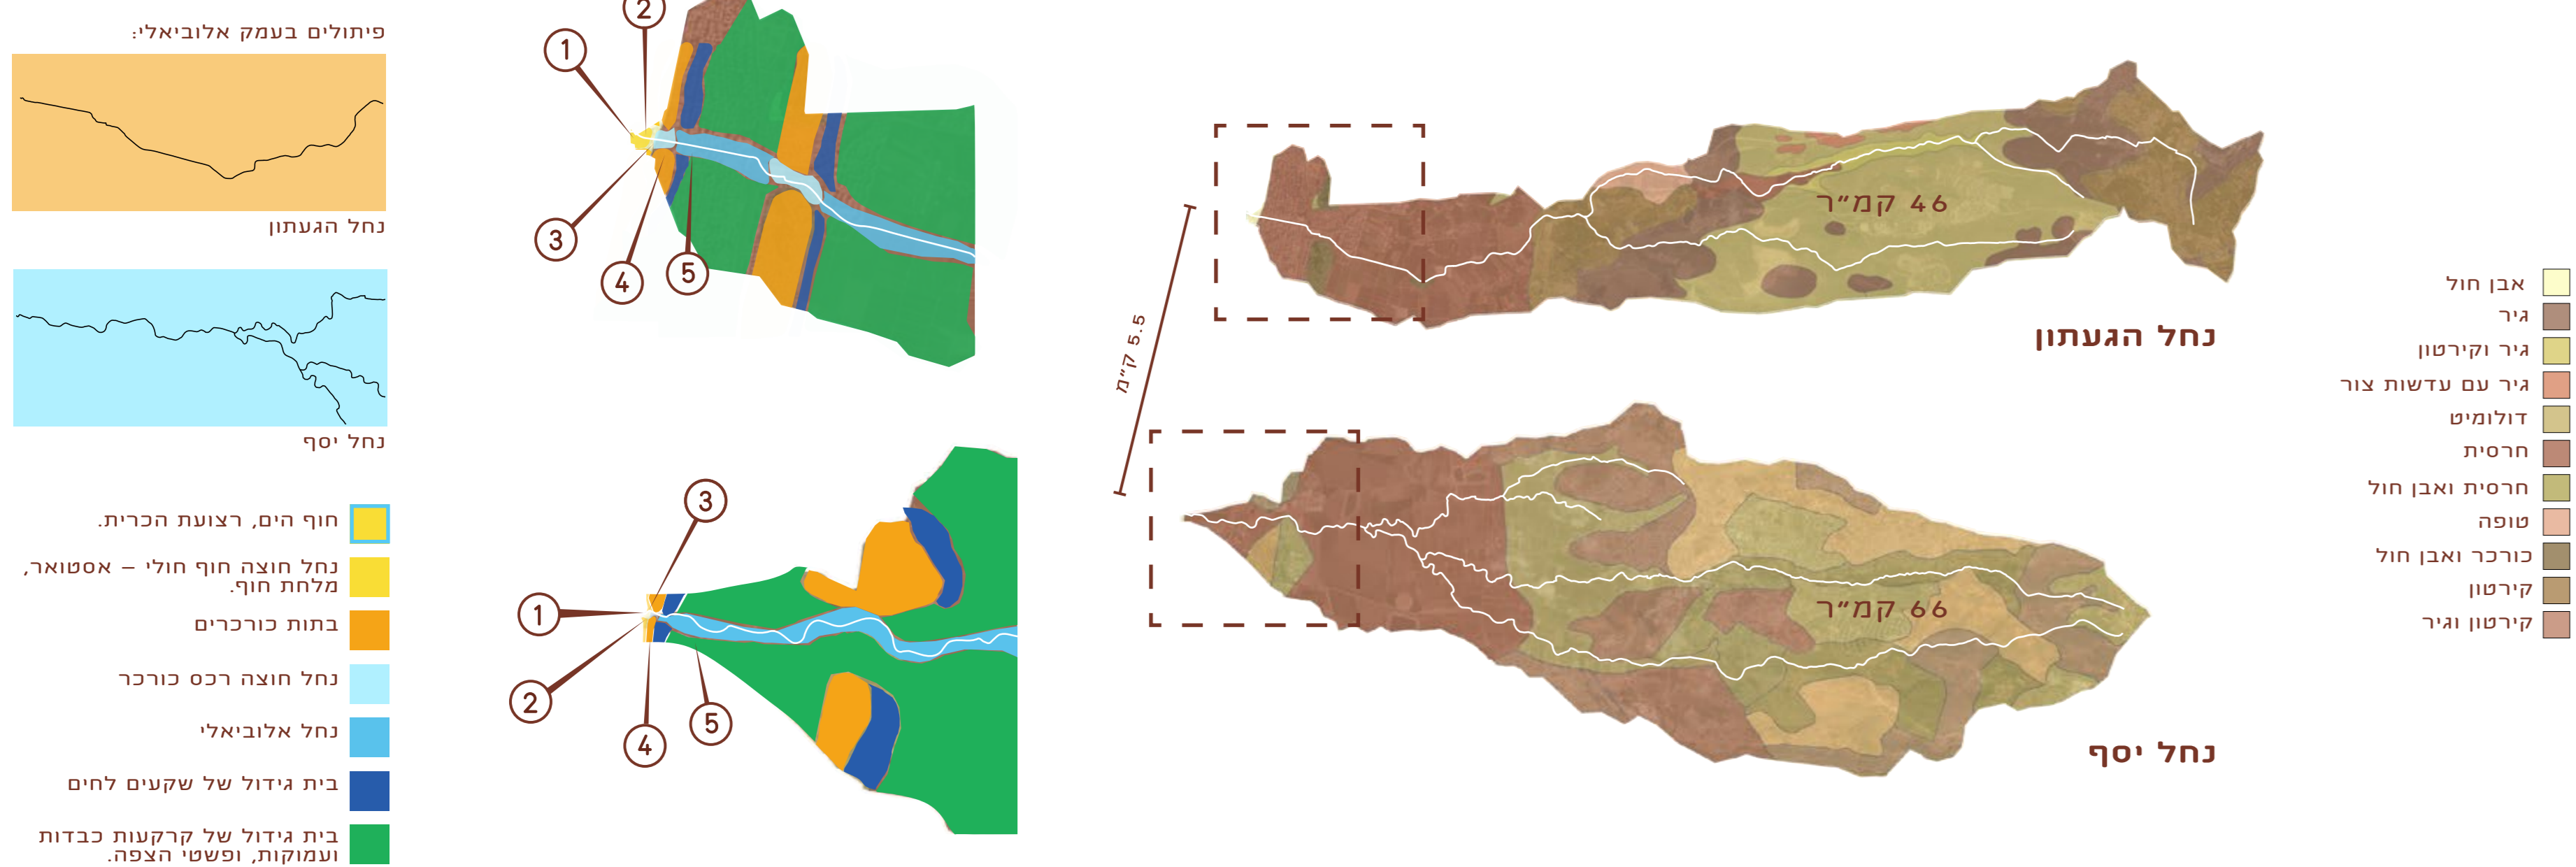 נחל הגעתון
46 קמ״ר
5.5 ק״מ
נחל יסף
66 קמ״ר
אבן חול
גיר
גיר וקירטון
גיר עם עדשות צור
דולומיט
חרסית
חרסית ואבן חול
טופה
כורכר ואבן חול
קירטון
קירטון וגיר
2
1
3
4
5
3
1
2
4
5
פיתולים בעמק אלוביאלי:
נחל הגעתון
נחל יסף
חוף הים, רצועת הכרית.
נחל חוצה חוף חולי – אסטואר,
מלחת חוף.
בתות כורכרים
נחל חוצה רכס כורכר
נחל אלוביאלי
בית גידול של שקעים לחים
בית גידול של קרקעות כבדות
ועמוקות, ופשטי הצפה.